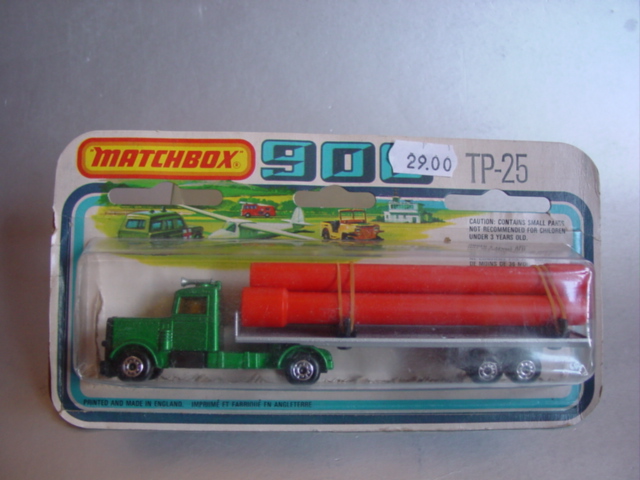 MATCHBOX
900
29.00
TP-25
CAUTION: CONTAINS SMALL PARTS
NOT RECOMMENDED FOR CHILDREN
UNDER 3 YEARS OLD.
PRINTED AND MADE IN ENGLAND. IMPRIMÉ ET FABRIQUÉ EN ANGLETERRE